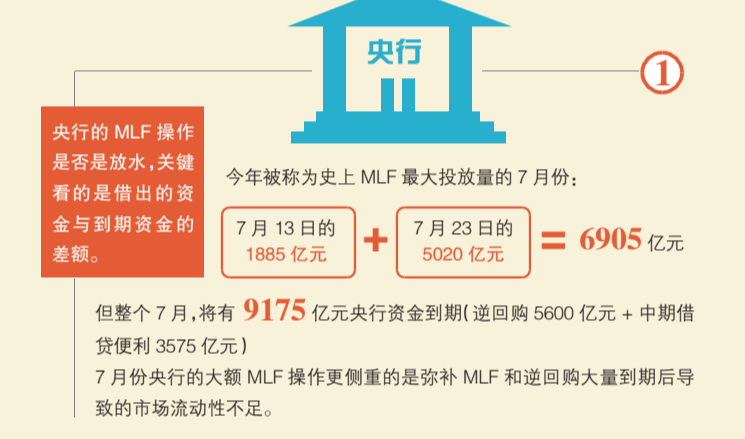 央行
1
央行的 MLF 操作
是否是放水,关键
看的是借出的资
金与到期资金的
差额。
今年被称为史上 MLF 最大投放量的 7 月份:
7 月 13 日的
1885 亿元
+
7 月 23 日的
5020 亿元
= 6905 亿元
但整个 7 月,将有 9175 亿元央行资金到期(逆回购 5600 亿元 + 中期借
贷便利 3575 亿元)
7 月份央行的大额 MLF 操作更侧重的是弥补 MLF 和逆回购大量到期后导
致的市场流动性不足。